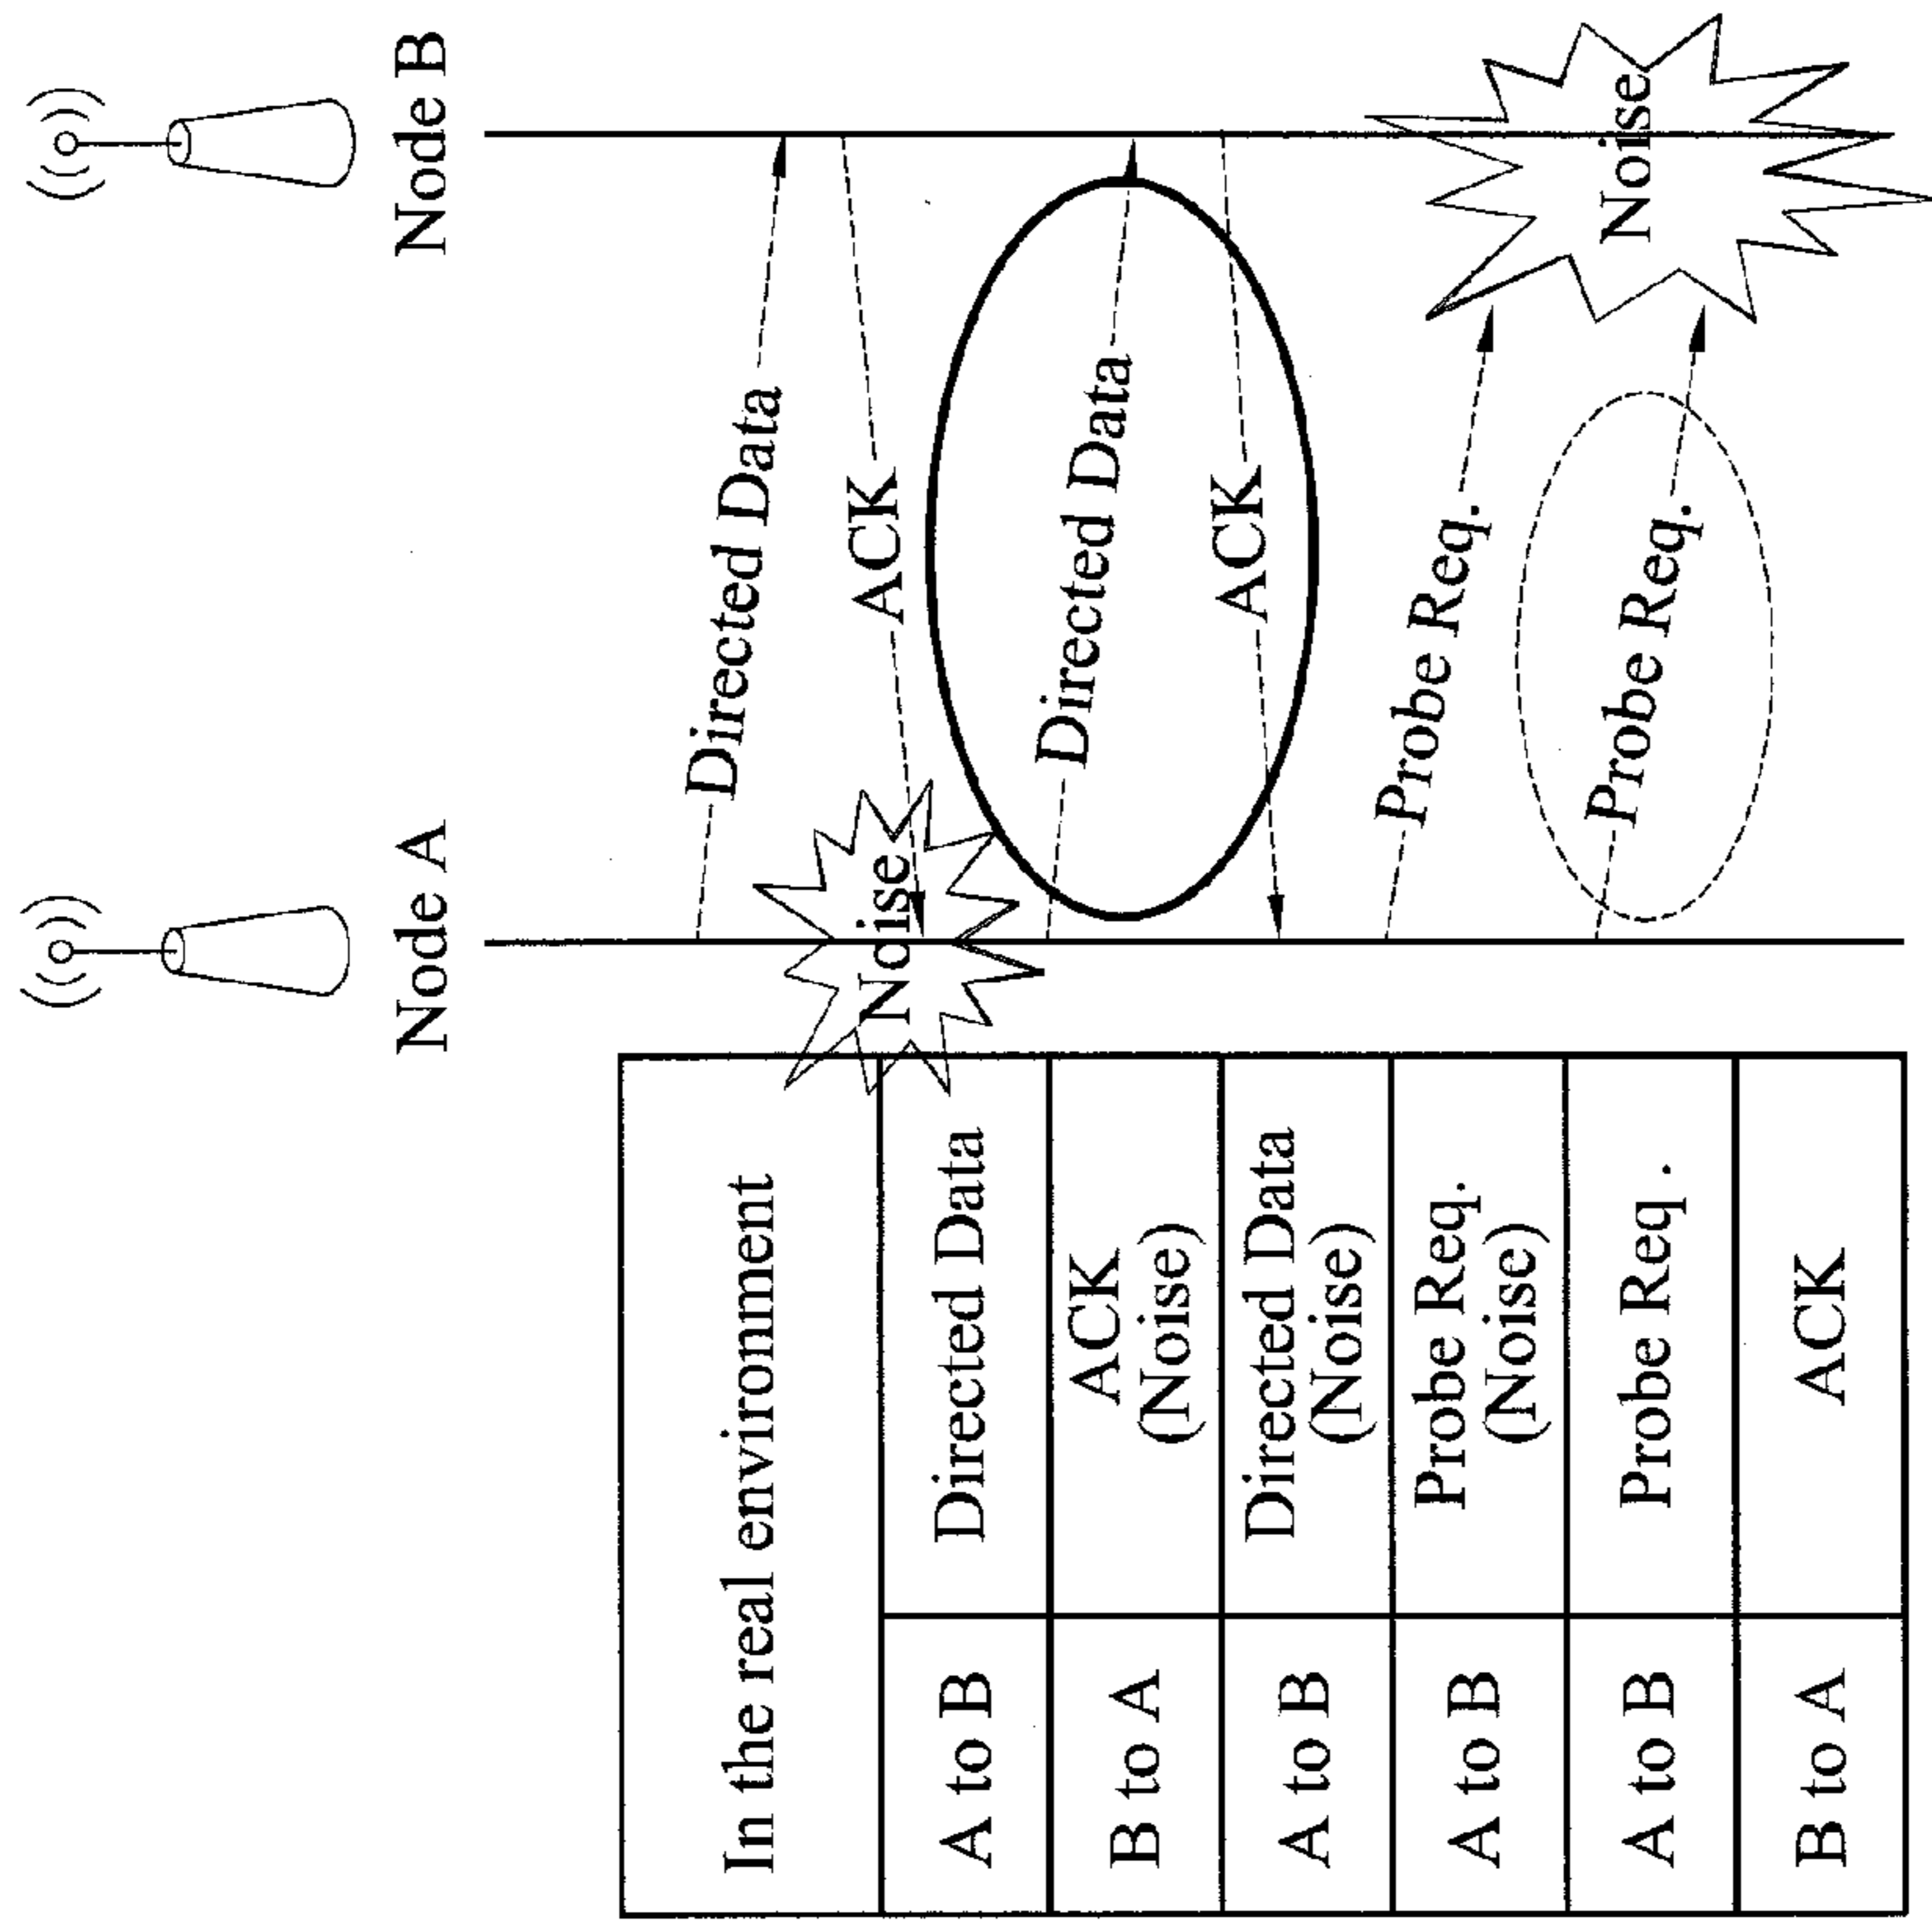 Node A
Node B
In the real environment
A to B
Directed Data
B to A
ACK
(Noise)
A to B
Directed Data
(Noise)
A to B
Probe Req.
(Noise)
A to B
Probe Req.
B to A
ACK
Directed Data
ACK
Noise
Directed Data
ACK
Probe Req.
Probe Req.
Noise